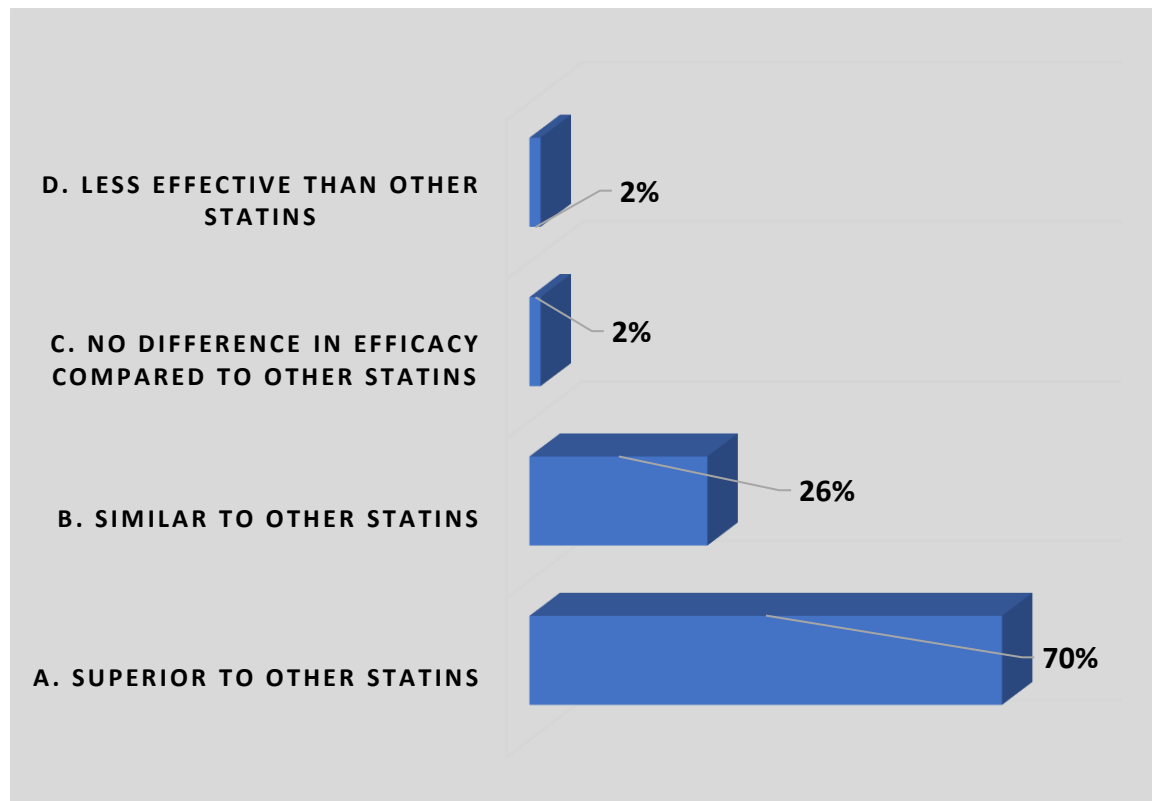 D. LESS EFFECTIVE THAN OTHER
STATINS
2%
C. NO DIFFERENCE IN EFFICACY
COMPARED TO OTHER STATINS
2%
B. SIMILAR TO OTHER STATINS
26%
A. SUPERIOR TO OTHER STATINS
70%